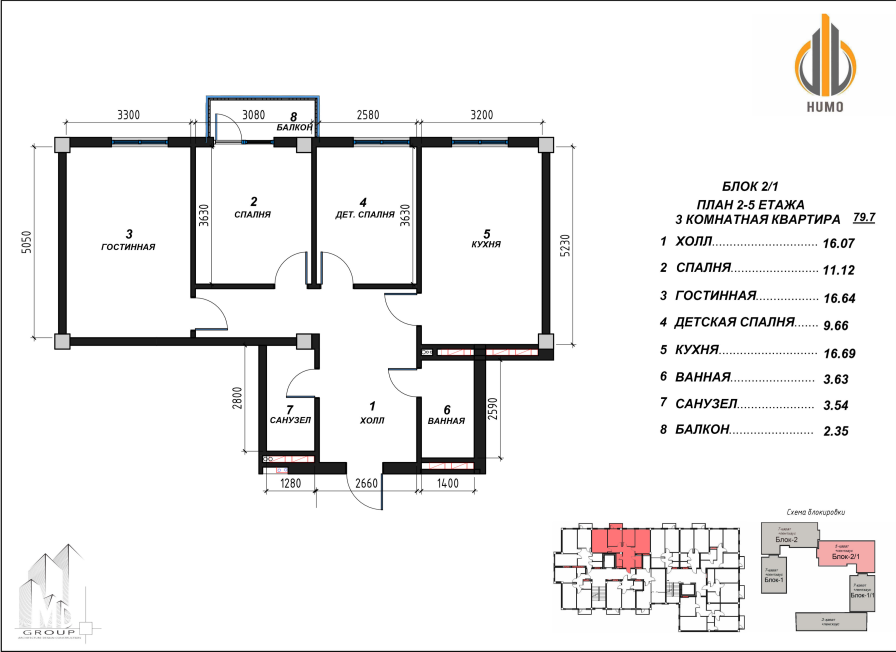 HUMO
3300
3080
2580
3200
8
БАЛКОН
5050
3630
3630
5230
2
СПАЛНЯ
4
ДЕТ. СПАЛНЯ
3
ГОСТИННАЯ
5
КУХНЯ
2800
2590
7
САНУЗЕЛ
1
ХОЛЛ
6
ВАННАЯ
1280
2660
1400
БЛОК 2/1
ПЛАН 2-5 ЕТАЖА
3 КОМНАТНАЯ КВАРТИРА 79.7
1 ХОЛЛ 16.07
2 СПАЛНЯ 11.12
3 ГОСТИННАЯ 16.64
4 ДЕТСКАЯ СПАЛНЯ 9.66
5 КУХНЯ 16.69
6 ВАННАЯ 3.63
7 САНУЗЕЛ 3.54
8 БАЛКОН 2.35
Схема блокировки
Блок-2
Блок-2/1
Блок-1
Блок-1/1
MD
GROUP